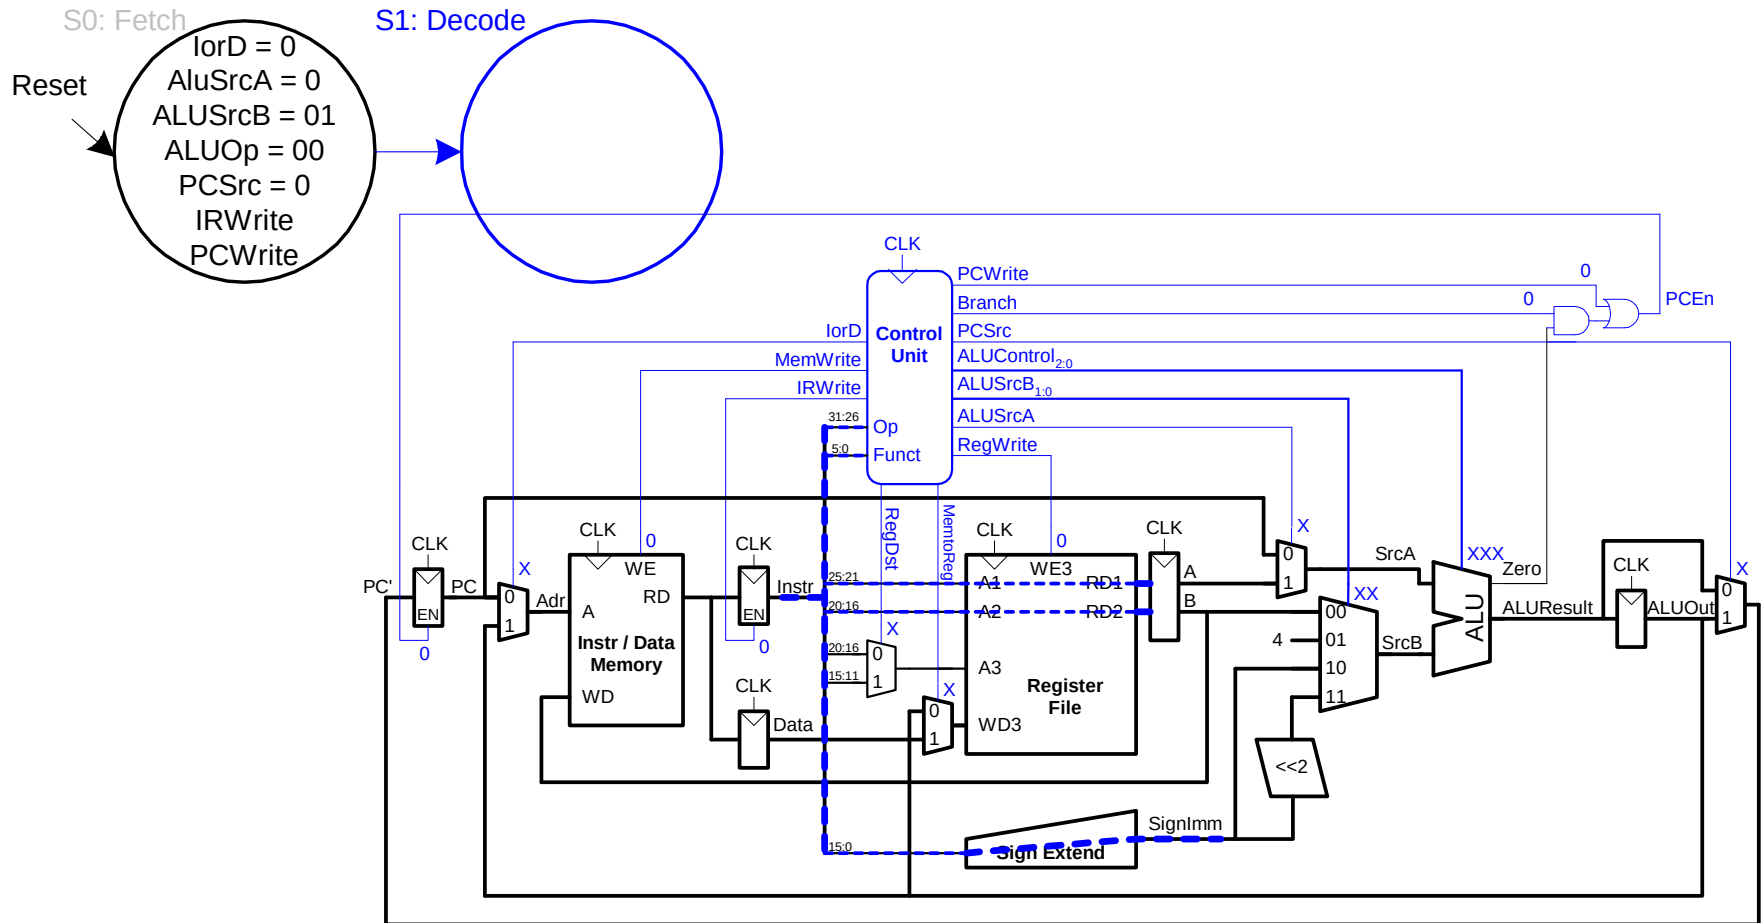 S0: Fetch
S1: Decode
Reset
IorD = 0
AluSrcA = 0
ALUSrcB = 01
ALUOp = 00
PCSrc = 0
IRWrite
PCWrite
CLK
PCWrite
0
Branch
0
PCEn
IorD
Control
Unit
PCSrc
MemWrite
ALUControl2:0
IRWrite
ALUSrcB1:0
31:26
Op
ALUSrcA
5:0
Funct
RegWrite
RegDst
MemtoReg
CLK
X
CLK
0
CLK
CLK
0
CLK
X
SrcA
XXX
Zero
CLK
X
PC'
PC
EN
0
0
1
X
Adr
WE
A
RD
Instr / Data
Memory
WD
EN
0
Instr
25:21
A1
WE3
RD1
A
20:16
A2
RD2
B
0
1
XX
00
4
01
10
11
SrcB
ALU
ALUResult
ALUOut
0
1
X
20:16
0
15:11
1
A3
Register
File
CLK
Data
X
0
1
WD3
<<2
SignImm
15:0
Sign Extend